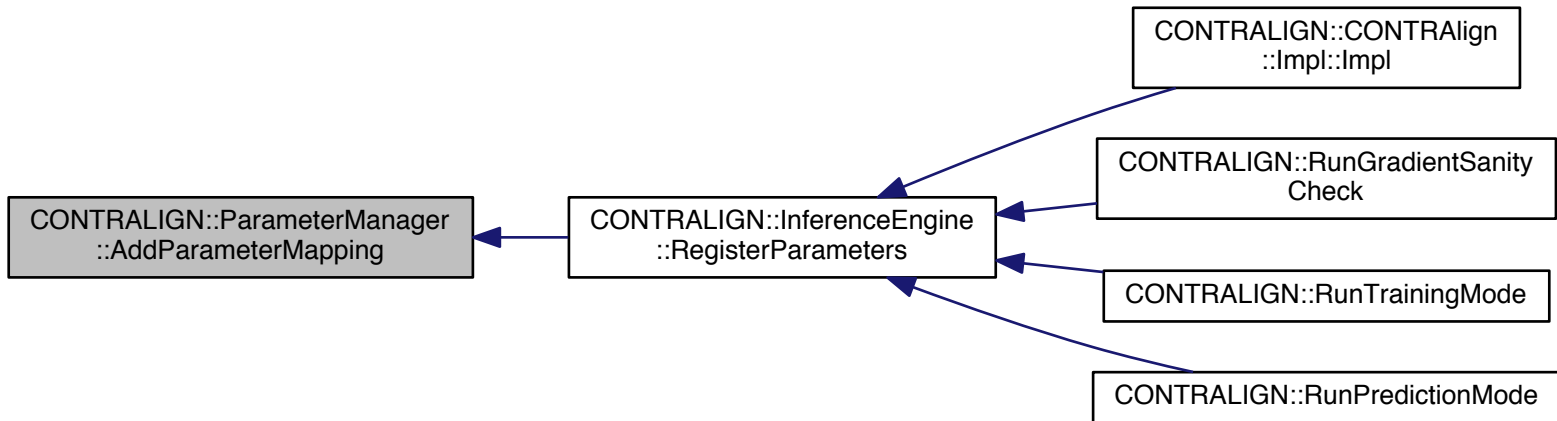 CONTRALIGN::CONTRAlign
::Impl::Impl
CONTRALIGN::RunGradientSanity
Check
CONTRALIGN::ParameterManager
::AddParameterMapping
CONTRALIGN::InferenceEngine
::RegisterParameters
CONTRALIGN::RunTrainingMode
CONTRALIGN::RunPredictionMode